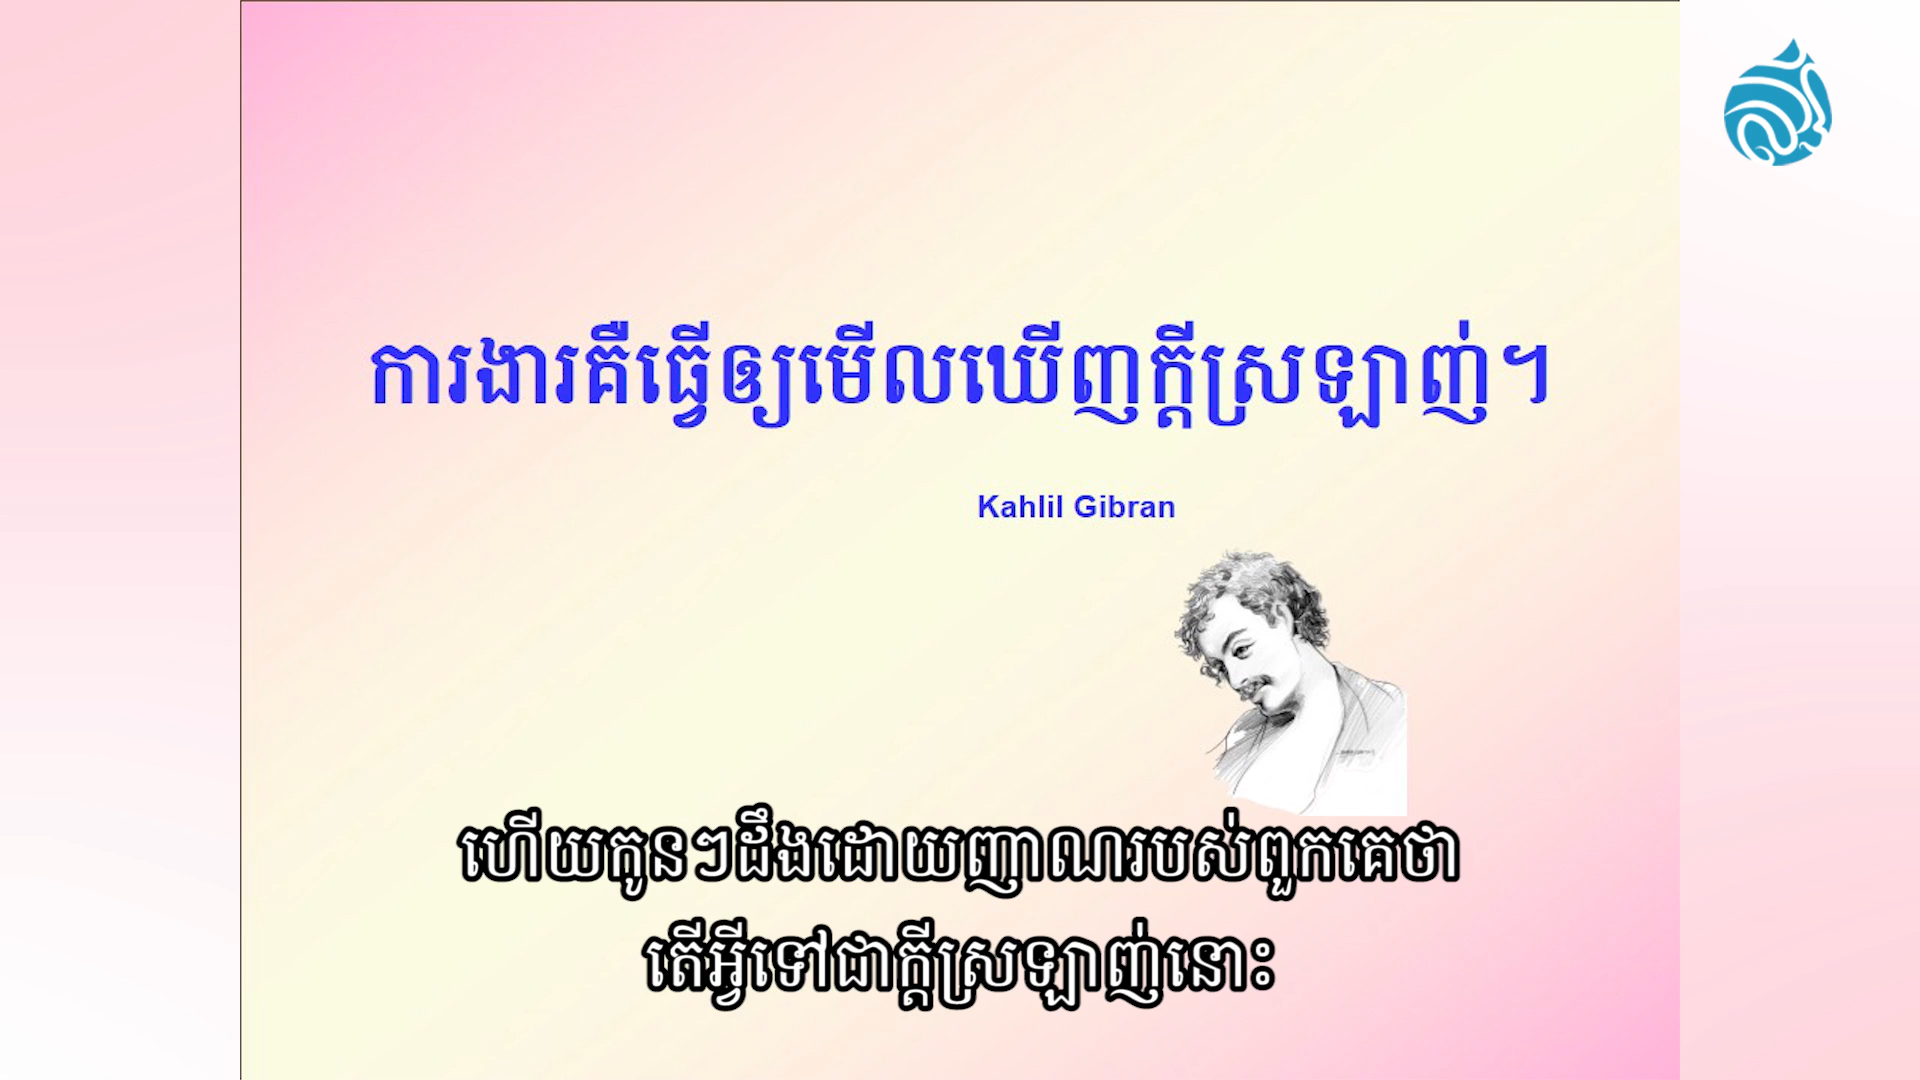 ការងារគឺធ្វើឲ្យមើលឃើញក្ដីស្រឡាញ់។
Kahlil Gibran
ហើយកូនៗដឹងដោយញាណរបស់ពួកគេថា
តើអ្វីទៅជាក្ដីស្រឡាញ់នោះ